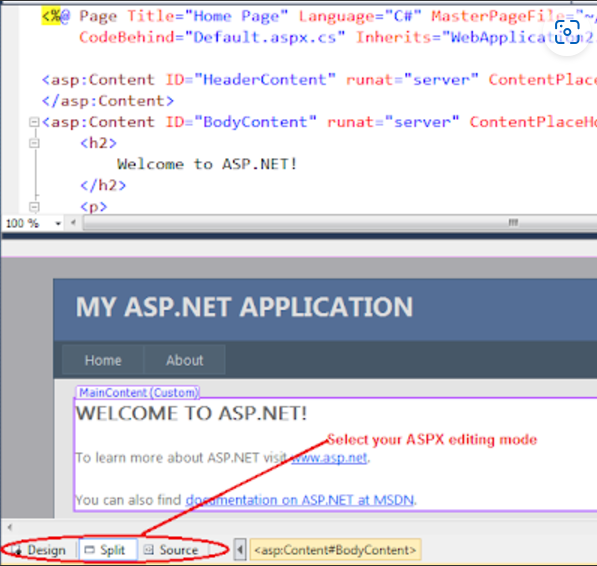 <%@ Page Title="Home Page" Language="C#" MasterPageFile="~/
CodeBehind="Default.aspx.cs" Inherits="WebApplication2.
<asp:Content ID="HeaderContent" runat="server" ContentPlace
</asp:Content>
<asp:Content ID="BodyContent" runat="server" ContentPlaceHo
<h2>
Welcome to ASP.NET!
</h2>
<p>
100 %
MY ASP.NET APPLICATION
Home About
MainContent (Custom)
WELCOME TO ASP.NET!
Select your ASPX editing mode
To learn more about ASP.NET visit www.asp.net.
You can also find documentation on ASP.NET at MSDN.
Design Split Source <asp:Content#BodyContent>